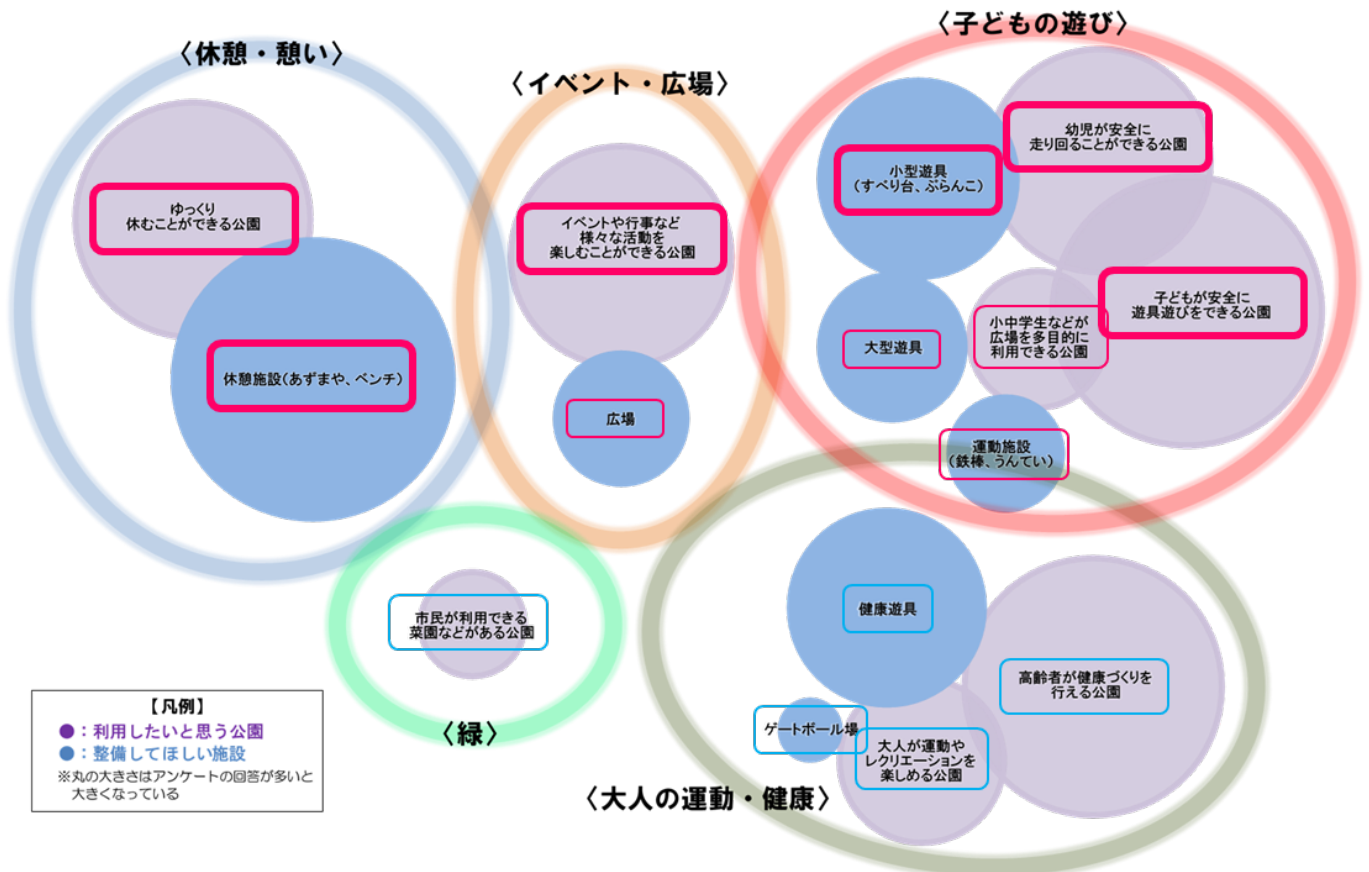 〈休憩・憩い〉
ゆっくり
休むことができる公園
休憩施設(あずまや、ベンチ)
〈イベント・広場〉
イベントや行事など
様々な活動を
楽しむことができる公園
広場
〈子どもの遊び〉
幼児が安全に
走り回ることができる公園
小型遊具
(すべり台、ぶらんこ)
子どもが安全に
遊具遊びをできる公園
小中学生などが
広場を多目的に
利用できる公園
大型遊具
運動施設
(鉄棒、うんてい)
市民が利用できる
菜園などがある公園
〈緑〉
健康遊具
高齢者が健康づくりを
行える公園
ゲートボール場
大人が運動や
レクリエーションを
楽しめる公園
〈大人の運動・健康〉
【凡例】
●:利用したいと思う公園
●:整備してほしい施設
※丸の大きさはアンケートの回答が多いと
大きくなっている